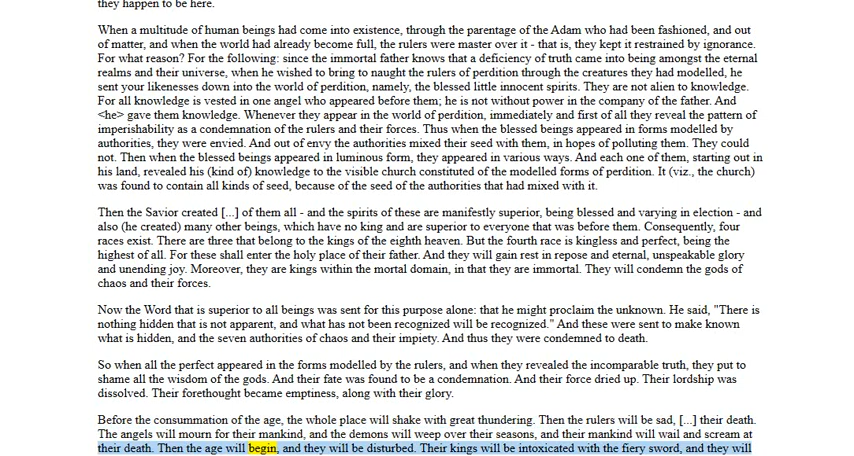 they happen to be here.
When a multitude of human beings had come into existence, through the parentage of the Adam who had been fashioned, and out
of matter, and when the world had already become full, the rulers were master over it - that is, they kept it restrained by ignorance.
For what reason? For the following: since the immortal father knows that a deficiency of truth came into being amongst the eternal
realms and their universe, when he wished to bring to naught the rulers of perdition through the creatures they had modelled, he
sent your likenesses down into the world of perdition, namely, the blessed little innocent spirits. They are not alien to knowledge.
For all knowledge is vested in one angel who appeared before them; he is not without power in the company of the father. And
<he> gave them knowledge. Whenever they appear in the world of perdition, immediately and first of all they reveal the pattern of
imperishability as a condemnation of the rulers and their forces. Thus when the blessed beings appeared in forms modelled by
authorities, they were envied. And out of envy the authorities mixed their seed with them, in hopes of polluting them. They could
not. Then when the blessed beings appeared in luminous form, they appeared in various ways. And each one of them, starting out in
his land, revealed his (kind of) knowledge to the visible church constituted of the modelled forms of perdition. It (viz., the church)
was found to contain all kinds of seed, because of the seed of the authorities that had mixed with it.
Then the Savior created [...] of them all - and the spirits of these are manifestly superior, being blessed and varying in election - and
also (he created) many other beings, which have no king and are superior to everyone that was before them. Consequently, four
races exist. There are three that belong to the kings of the eighth heaven. But the fourth race is kingless and perfect, being the
highest of all. For these shall enter the holy place of their father. And they will gain rest in repose and eternal, unspeakable glory
and unending joy. Moreover, they are kings within the mortal domain, in that they are immortal. They will condemn the gods of
chaos and their forces.
Now the Word that is superior to all beings was sent for this purpose alone: that he might proclaim the unknown. He said, "There is
nothing hidden that is not apparent, and what has not been recognized will be recognized." And these were sent to make known
what is hidden, and the seven authorities of chaos and their impiety. And thus they were condemned to death.
So when all the perfect appeared in the forms modelled by the rulers, and when they revealed the incomparable truth, they put to
shame all the wisdom of the gods. And their fate was found to be a condemnation. And their force dried up. Their lordship was
dissolved. Their forethought became emptiness, along with their glory.
Before the consummation of the age, the whole place will shake with great thundering. Then the rulers will be sad, [...] their death.
The angels will mourn for their mankind, and the demons will weep over their seasons, and their mankind will wail and scream at
their death. Then the age will begin, and they will be disturbed. Their kings will be intoxicated with the fiery sword, and they will